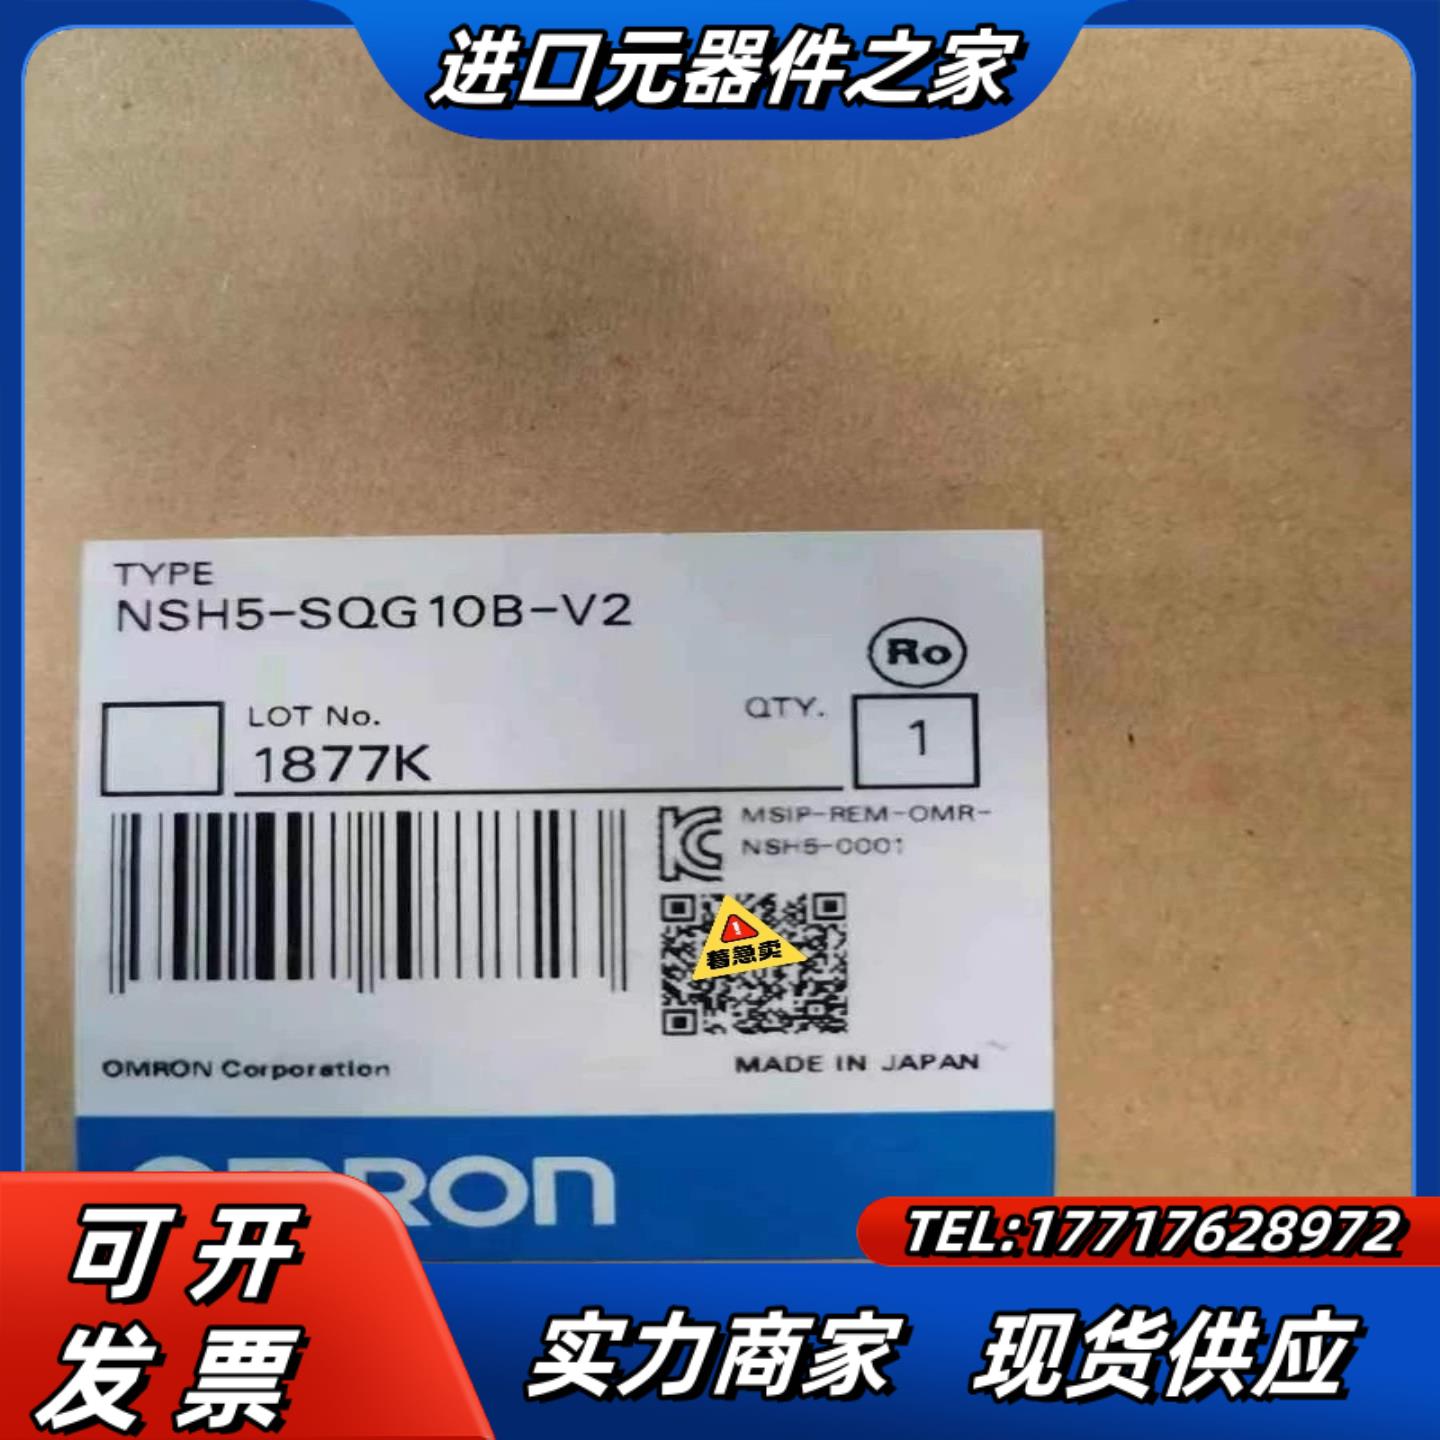 进口元器件之家
TYPE
NSH5-SQG10B-V2
Ro
LOT No.
1877K
QTY.
1
MSIP-REM-OMR-
NSH5-0001
着急卖
OMRON Corporation
MADE IN JAPAN
OMRON
TEL:17717628972
可开
发票
实力商家 现货供应